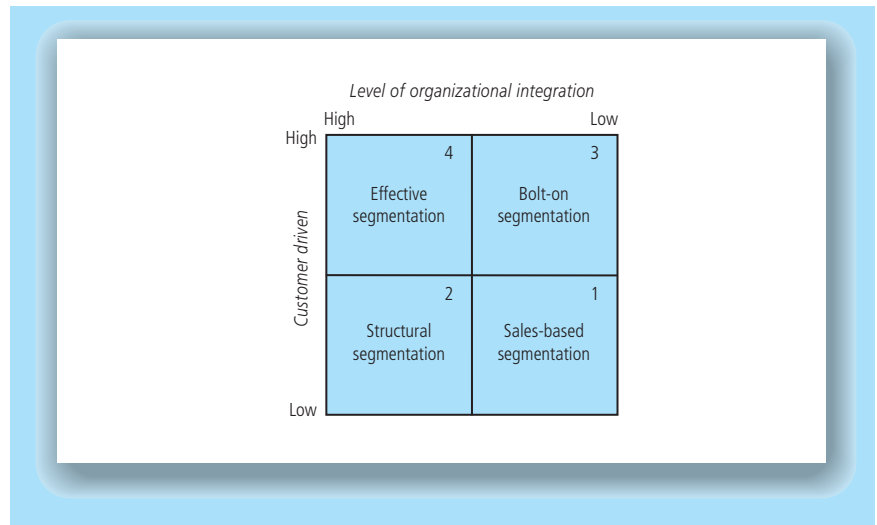 Level of organizational integration
High
Low
High
4
3
Effective
segmentation
Bolt-on
segmentation
Customer driven
2
1
Structural
segmentation
Sales-based
segmentation
Low